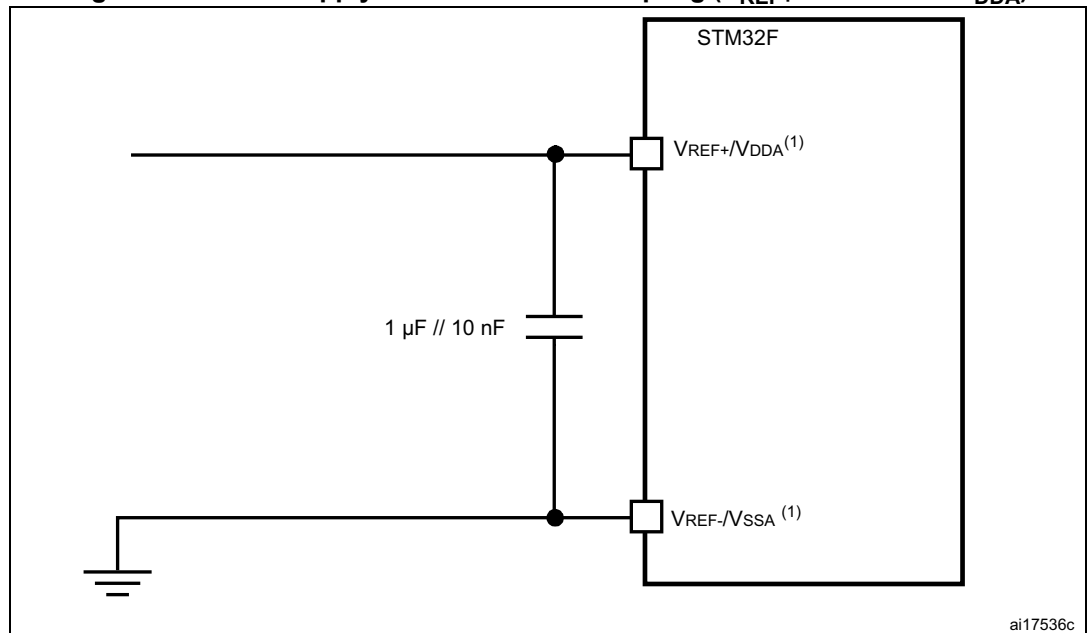 STM32F
VREF+/VDDA(1)
1 µF // 10 nF
VREF-/VSSA (1)
ai17536c